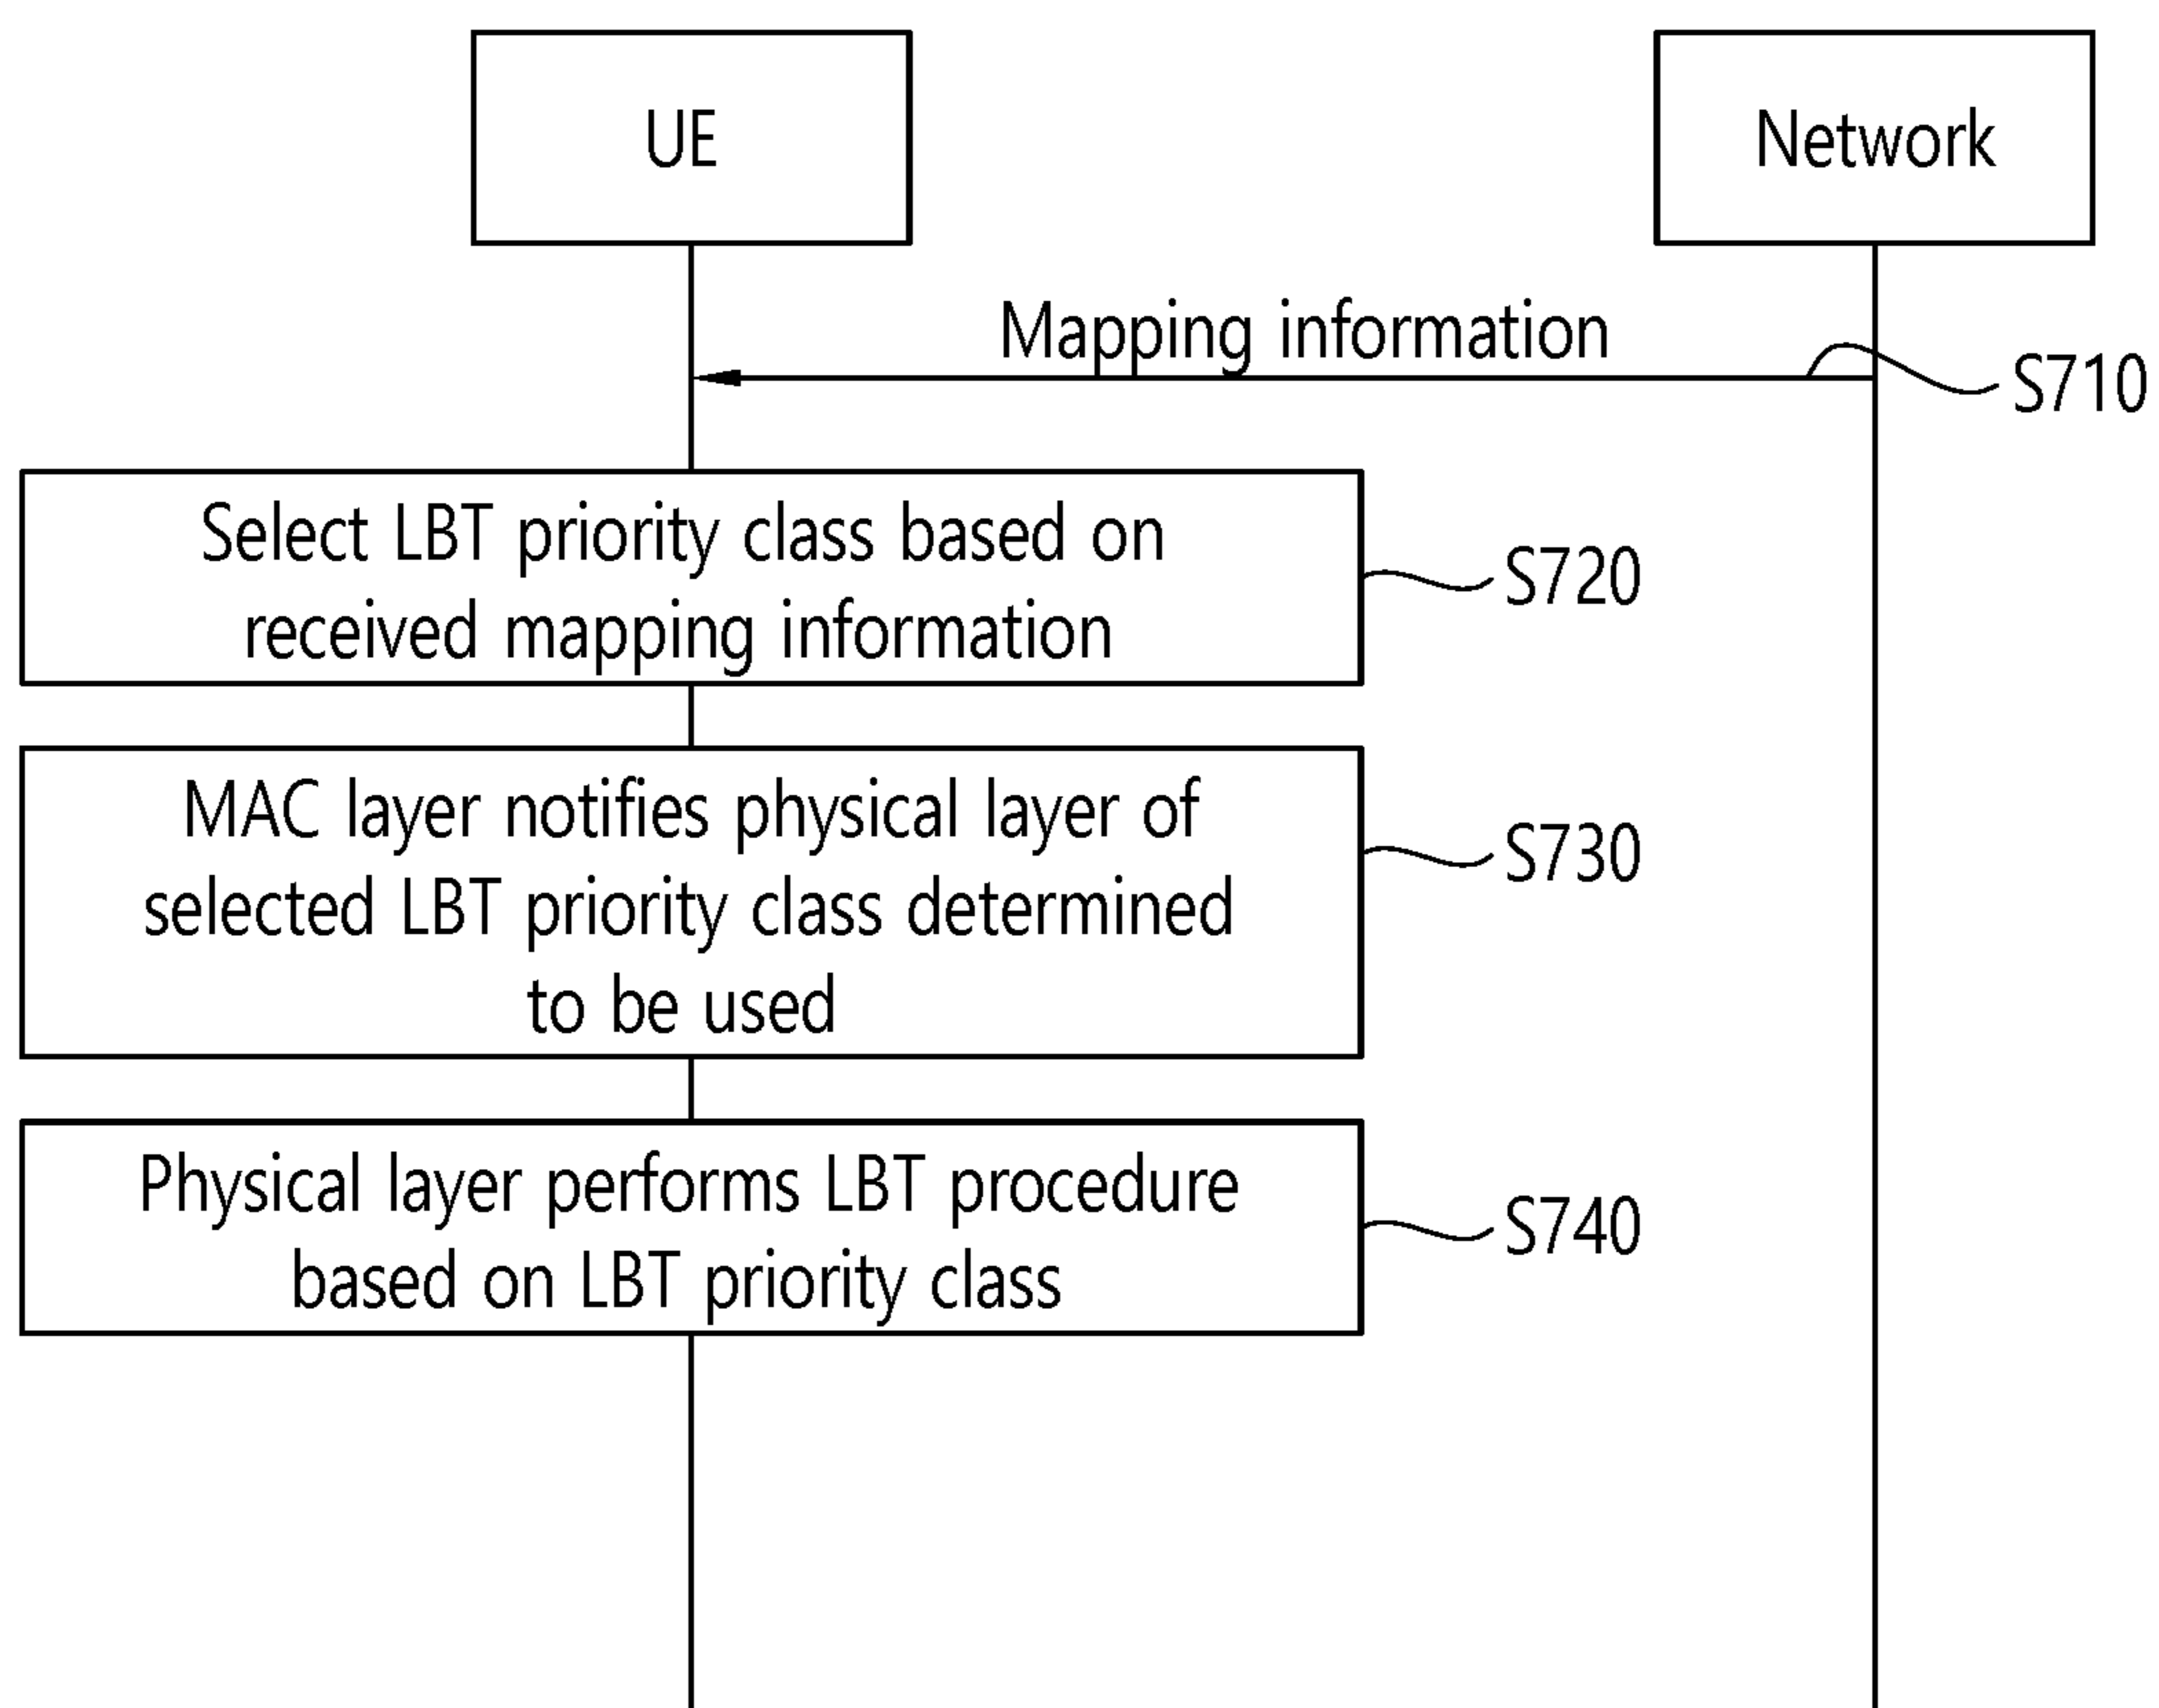 UE
Network
Mapping information
S710
Select LBT priority class based on
received mapping information
S720
MAC layer notifies physical layer of
selected LBT priority class determined
to be used
S730
Physical layer performs LBT procedure
based on LBT priority class
S740